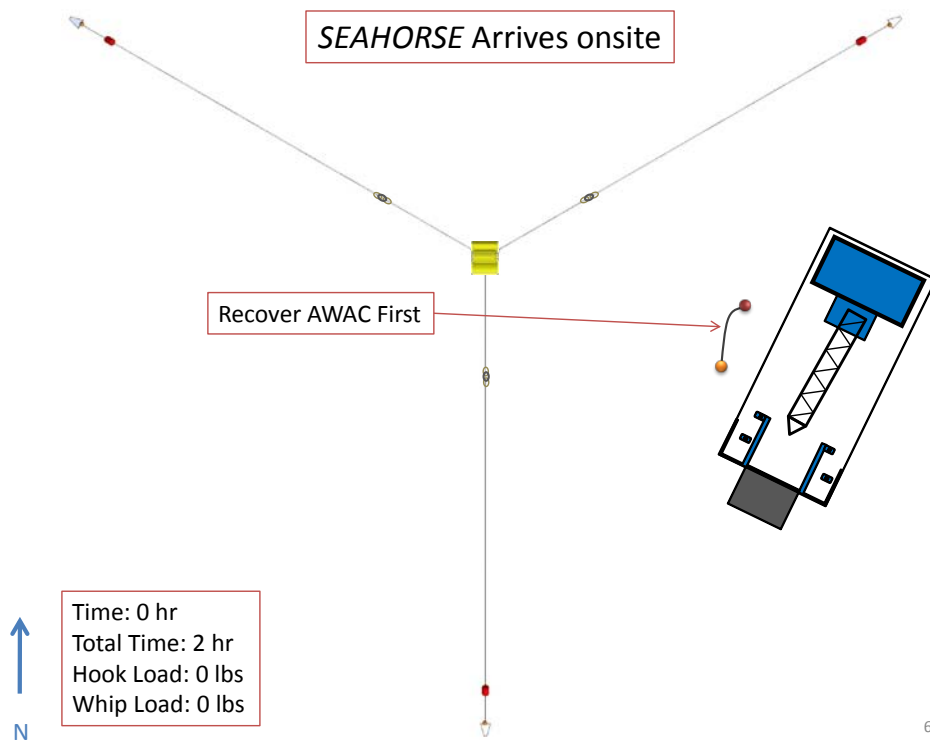 SEAHORSE Arrives onsite
Recover AWAC First
Time: 0 hr
Total Time: 2 hr
Hook Load: 0 lbs
Whip Load: 0 lbs
N
6